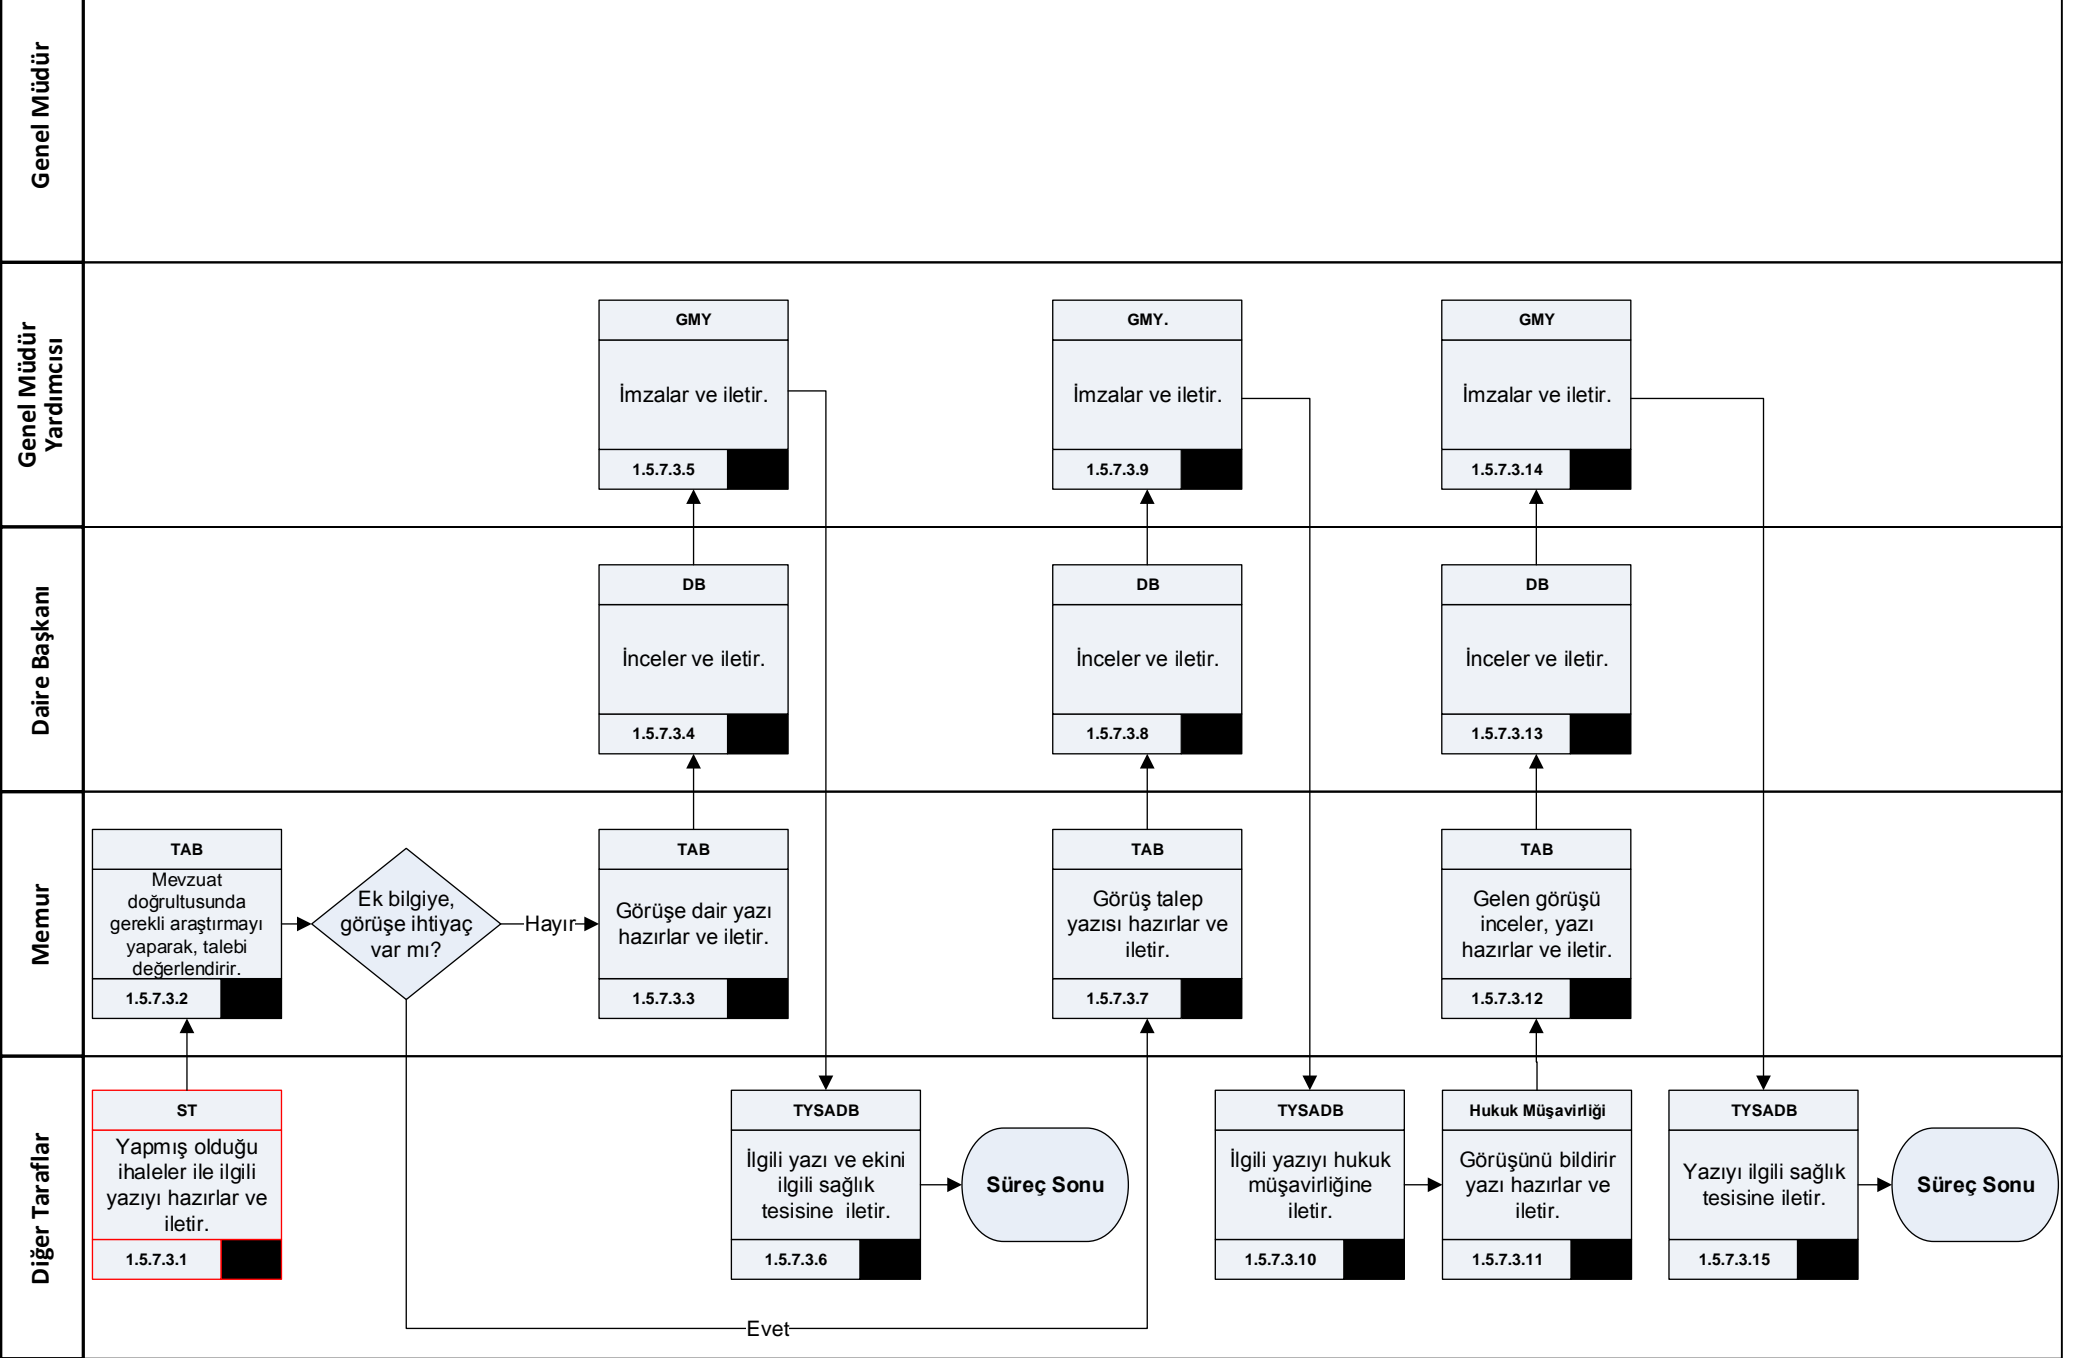 Genel Müdür
Genel Müdür
Yardımcısı
GMY
İmzalar ve iletir.
1.5.7.3.5
GMY.
İmzalar ve iletir.
1.5.7.3.9
GMY
İmzalar ve iletir.
1.5.7.3.14
Daire Başkanı
DB
İnceler ve iletir.
1.5.7.3.4
DB
İnceler ve iletir.
1.5.7.3.8
DB
İnceler ve iletir.
1.5.7.3.13
Memur
TAB
Mevzuat
doğrultusunda
gerekli araştırmayı
yaparak, talebi
değerlendirir.
1.5.7.3.2
Ek bilgiye,
görüşe ihtiyaç
var mı?
Hayır
TAB
Görüşe dair yazı
hazırlar ve iletir.
1.5.7.3.3
TAB
Görüş talep
yazısı hazırlar ve
iletir.
1.5.7.3.7
TAB
Gelen görüşü
inceler, yazı
hazırlar ve iletir.
1.5.7.3.12
Diğer Taraflar
ST
Yapmış olduğu
ihaleler ile ilgili
yazıyı hazırlar ve
iletir.
1.5.7.3.1
TYSADB
İlgili yazı ve ekini
ilgili sağlık
tesisine iletir.
1.5.7.3.6
Süreç Sonu
TYSADB
İlgili yazıyı hukuk
müşavirliğine
iletir.
1.5.7.3.10
Hukuk Müşavirliği
Görüşünü bildirir
yazı hazırlar ve
iletir.
1.5.7.3.11
TYSADB
Yazıyı ilgili sağlık
tesisine iletir.
1.5.7.3.15
Süreç Sonu
Evet